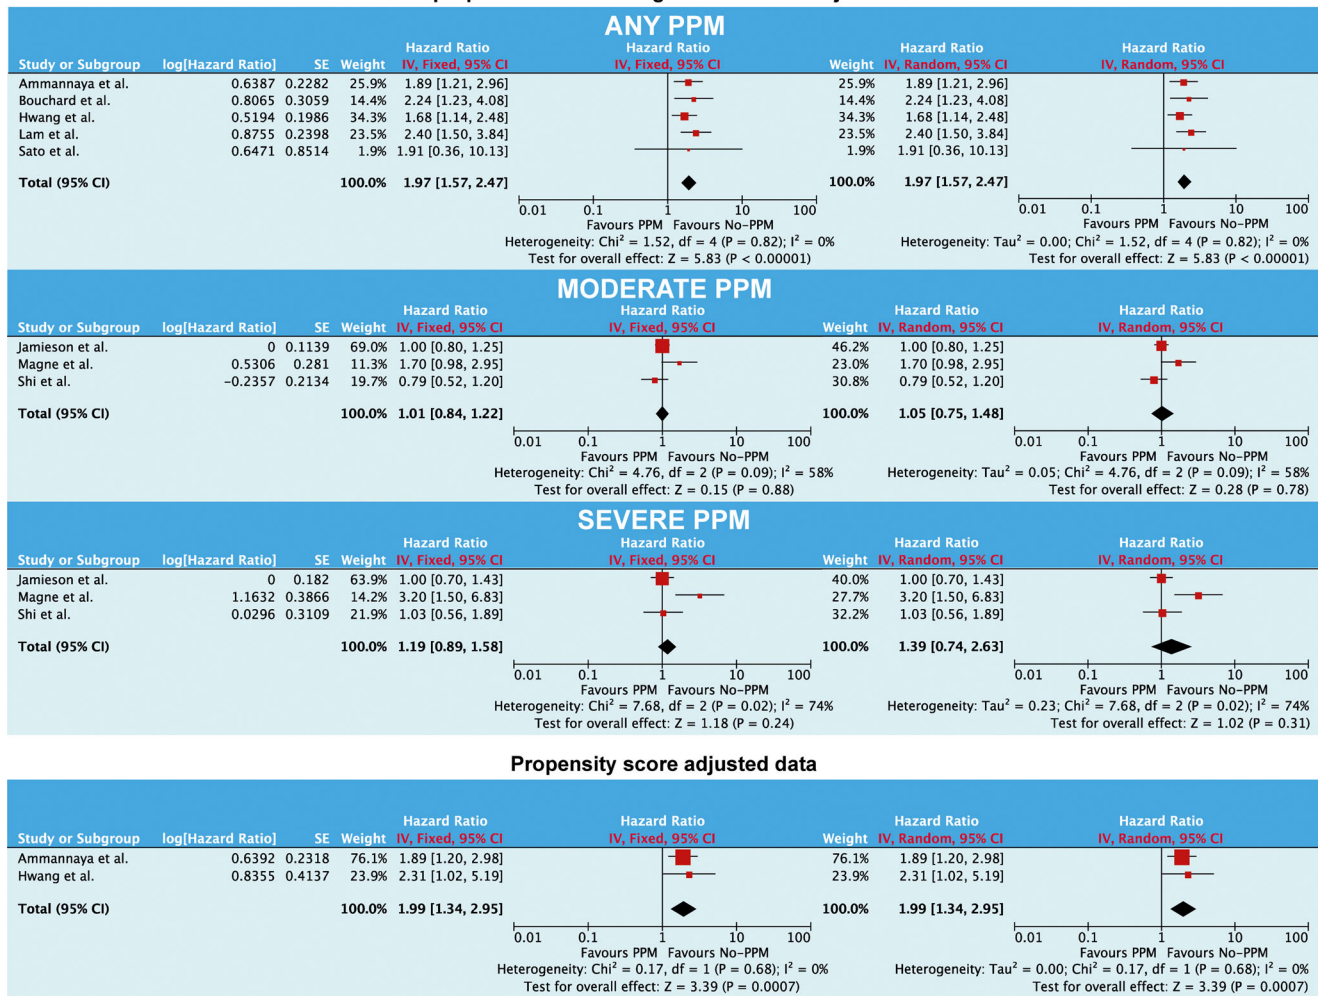 ANY PPM
Hazard Ratio Hazard Ratio Hazard Ratio Hazard Ratio
Study or Subgroup log[Hazard Ratio] SE Weight IV, Fixed, 95% CI IV, Fixed, 95% CI Weight IV, Random, 95% CI IV, Random, 95% CI
Ammannaya et al. 0.6387 0.2282 25.9% 1.89 [1.21, 2.96] 25.9% 1.89 [1.21, 2.96]
Bouchard et al. 0.8065 0.3059 14.4% 2.24 [1.23, 4.08] 14.4% 2.24 [1.23, 4.08]
Hwang et al. 0.5194 0.1986 34.3% 1.68 [1.14, 2.48] 34.3% 1.68 [1.14, 2.48]
Lam et al. 0.8755 0.2398 23.5% 2.40 [1.50, 3.84] 23.5% 2.40 [1.50, 3.84]
Sato et al. 0.6471 0.8514 1.9% 1.91 [0.36, 10.13] 1.9% 1.91 [0.36, 10.13]
Total (95% CI) 100.0% 1.97 [1.57, 2.47] 100.0% 1.97 [1.57, 2.47]
0.01 0.1 1 10 100 0.01 0.1 1 10 100
Favours PPM Favours No-PPM Favours PPM Favours No-PPM
Heterogeneity: Chi² = 1.52, df = 4 (P = 0.82); I² = 0% Heterogeneity: Tau² = 0.00; Chi² = 1.52, df = 4 (P = 0.82); I² = 0%
Test for overall effect: Z = 5.83 (P < 0.00001) Test for overall effect: Z = 5.83 (P < 0.00001)
MODERATE PPM
Hazard Ratio Hazard Ratio Hazard Ratio Hazard Ratio
Study or Subgroup log[Hazard Ratio] SE Weight IV, Fixed, 95% CI IV, Fixed, 95% CI Weight IV, Random, 95% CI IV, Random, 95% CI
Jamieson et al. 0 0.1139 69.0% 1.00 [0.80, 1.25] 46.2% 1.00 [0.80, 1.25]
Magne et al. 0.5306 0.281 11.3% 1.70 [0.98, 2.95] 23.0% 1.70 [0.98, 2.95]
Shi et al. −0.2357 0.2134 19.7% 0.79 [0.52, 1.20] 30.8% 0.79 [0.52, 1.20]
Total (95% CI) 100.0% 1.01 [0.84, 1.22] 100.0% 1.05 [0.75, 1.48]
0.01 0.1 1 10 100 0.01 0.1 1 10 100
Favours PPM Favours No-PPM Favours PPM Favours No-PPM
Heterogeneity: Chi² = 4.76, df = 2 (P = 0.09); I² = 58% Heterogeneity: Tau² = 0.05; Chi² = 4.76, df = 2 (P = 0.09); I² = 58%
Test for overall effect: Z = 0.15 (P = 0.88) Test for overall effect: Z = 0.28 (P = 0.78)
SEVERE PPM
Hazard Ratio Hazard Ratio Hazard Ratio Hazard Ratio
Study or Subgroup log[Hazard Ratio] SE Weight IV, Fixed, 95% CI IV, Fixed, 95% CI Weight IV, Random, 95% CI IV, Random, 95% CI
Jamieson et al. 0 0.182 63.9% 1.00 [0.70, 1.43] 40.0% 1.00 [0.70, 1.43]
Magne et al. 1.1632 0.3866 14.2% 3.20 [1.50, 6.83] 27.7% 3.20 [1.50, 6.83]
Shi et al. 0.0296 0.3109 21.9% 1.03 [0.56, 1.89] 32.2% 1.03 [0.56, 1.89]
Total (95% CI) 100.0% 1.19 [0.89, 1.58] 100.0% 1.39 [0.74, 2.63]
0.01 0.1 1 10 100 0.01 0.1 1 10 100
Favours PPM Favours No-PPM Favours PPM Favours No-PPM
Heterogeneity: Chi² = 7.68, df = 2 (P = 0.02); I² = 74% Heterogeneity: Tau² = 0.23; Chi² = 7.68, df = 2 (P = 0.02); I² = 74%
Test for overall effect: Z = 1.18 (P = 0.24) Test for overall effect: Z = 1.02 (P = 0.31)
Propensity score adjusted data
Hazard Ratio Hazard Ratio Hazard Ratio Hazard Ratio
Study or Subgroup log[Hazard Ratio] SE Weight IV, Fixed, 95% CI IV, Fixed, 95% CI Weight IV, Random, 95% CI IV, Random, 95% CI
Ammannaya et al. 0.6392 0.2318 76.1% 1.89 [1.20, 2.98] 76.1% 1.89 [1.20, 2.98]
Hwang et al. 0.8355 0.4137 23.9% 2.31 [1.02, 5.19] 23.9% 2.31 [1.02, 5.19]
Total (95% CI) 100.0% 1.99 [1.34, 2.95] 100.0% 1.99 [1.34, 2.95]
0.01 0.1 1 10 100 0.01 0.1 1 10 100
Favours PPM Favours No-PPM Favours PPM Favours No-PPM
Heterogeneity: Chi² = 0.17, df = 1 (P = 0.68); I² = 0% Heterogeneity: Tau² = 0.00; Chi² = 0.17, df = 1 (P = 0.68); I² = 0%
Test for overall effect: Z = 3.39 (P = 0.0007) Test for overall effect: Z = 3.39 (P = 0.0007)